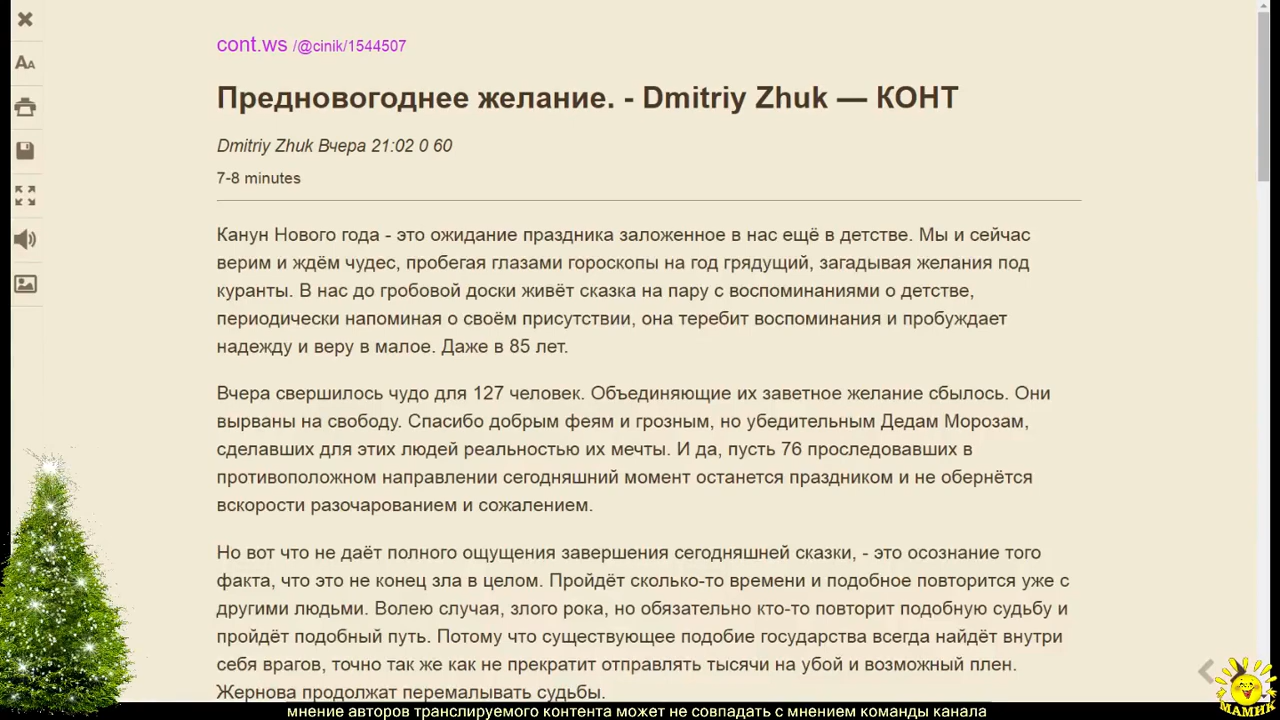 cont.ws /@cinik/1544507
Предновогоднее желание. - Dmitriy Zhuk — КОНТ
Dmitriy Zhuk Вчера 21:02 0 60
7-8 minutes
Канун Нового года - это ожидание праздника заложенное в нас ещё в детстве. Мы и сейчас
верим и ждём чудес, пробегая глазами гороскопы на год грядущий, загадывая желания под
куранты. В нас до гробовой доски живёт сказка на пару с воспоминаниями о детстве,
периодически напоминая о своём присутствии, она теребит воспоминания и пробуждает
надежду и веру в малое. Даже в 85 лет.
Вчера свершилось чудо для 127 человек. Объединяющие их заветное желание сбылось. Они
вырваны на свободу. Спасибо добрым феям и грозным, но убедительным Дедам Морозам,
сделавших для этих людей реальностью их мечты. И да, пусть 76 проследовавших в
противоположном направлении сегодняшний момент останется праздником и не обернётся
вскорости разочарованием и сожалением.
Но вот что не даёт полного ощущения завершения сегодняшней сказки, - это осознание того
факта, что это не конец зла в целом. Пройдёт сколько-то времени и подобное повторится уже с
другими людьми. Волею случая, злого рока, но обязательно кто-то повторит подобную судьбу и
пройдёт подобный путь. Потому что существующее подобие государства всегда найдёт внутри
себя врагов, точно так же как не прекратит отправлять тысячи на убой и возможный плен.
Жернова продолжат перемалывать судьбы.
МАМИК
мнение авторов транслируемого контента может не совпадать с мнением команды канала